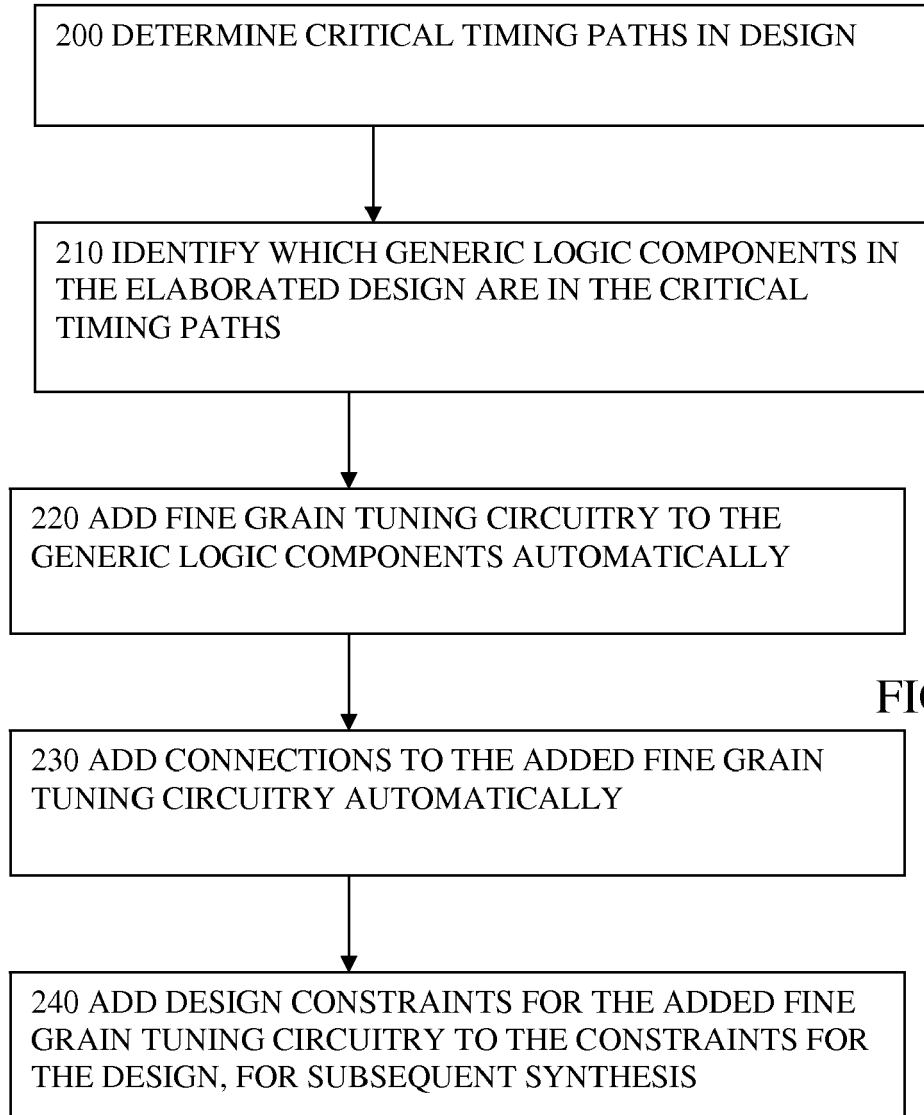 200 DETERMINE CRITICAL TIMING PATHS IN DESIGN
210 IDENTIFY WHICH GENERIC LOGIC COMPONENTS IN
THE ELABORATED DESIGN ARE IN THE CRITICAL
TIMING PATHS
220 ADD FINE GRAIN TUNING CIRCUITRY TO THE
GENERIC LOGIC COMPONENTS AUTOMATICALLY
230 ADD CONNECTIONS TO THE ADDED FINE GRAIN
TUNING CIRCUITRY AUTOMATICALLY
240 ADD DESIGN CONSTRAINTS FOR THE ADDED FINE
GRAIN TUNING CIRCUITRY TO THE CONSTRAINTS FOR
THE DESIGN, FOR SUBSEQUENT SYNTHESIS